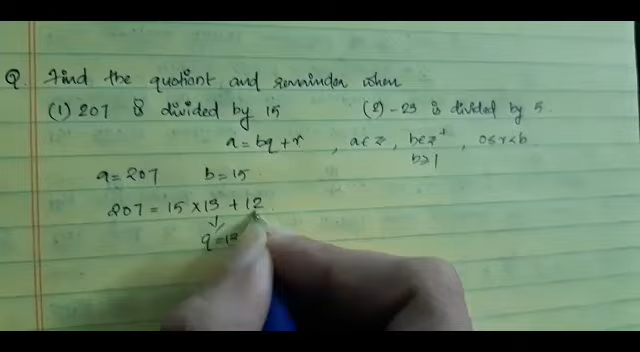 Q. Find the quotient and remainder when
(1) 207 is divided by 15 (2) -23 is divided by 5.
a = bq + r, a ∈ z, b ∈ z⁺, 0 ≤ r < b
b ≥ 1
a = 207 b = 15
207 = 15 × 13 + 12
↓
q = 13